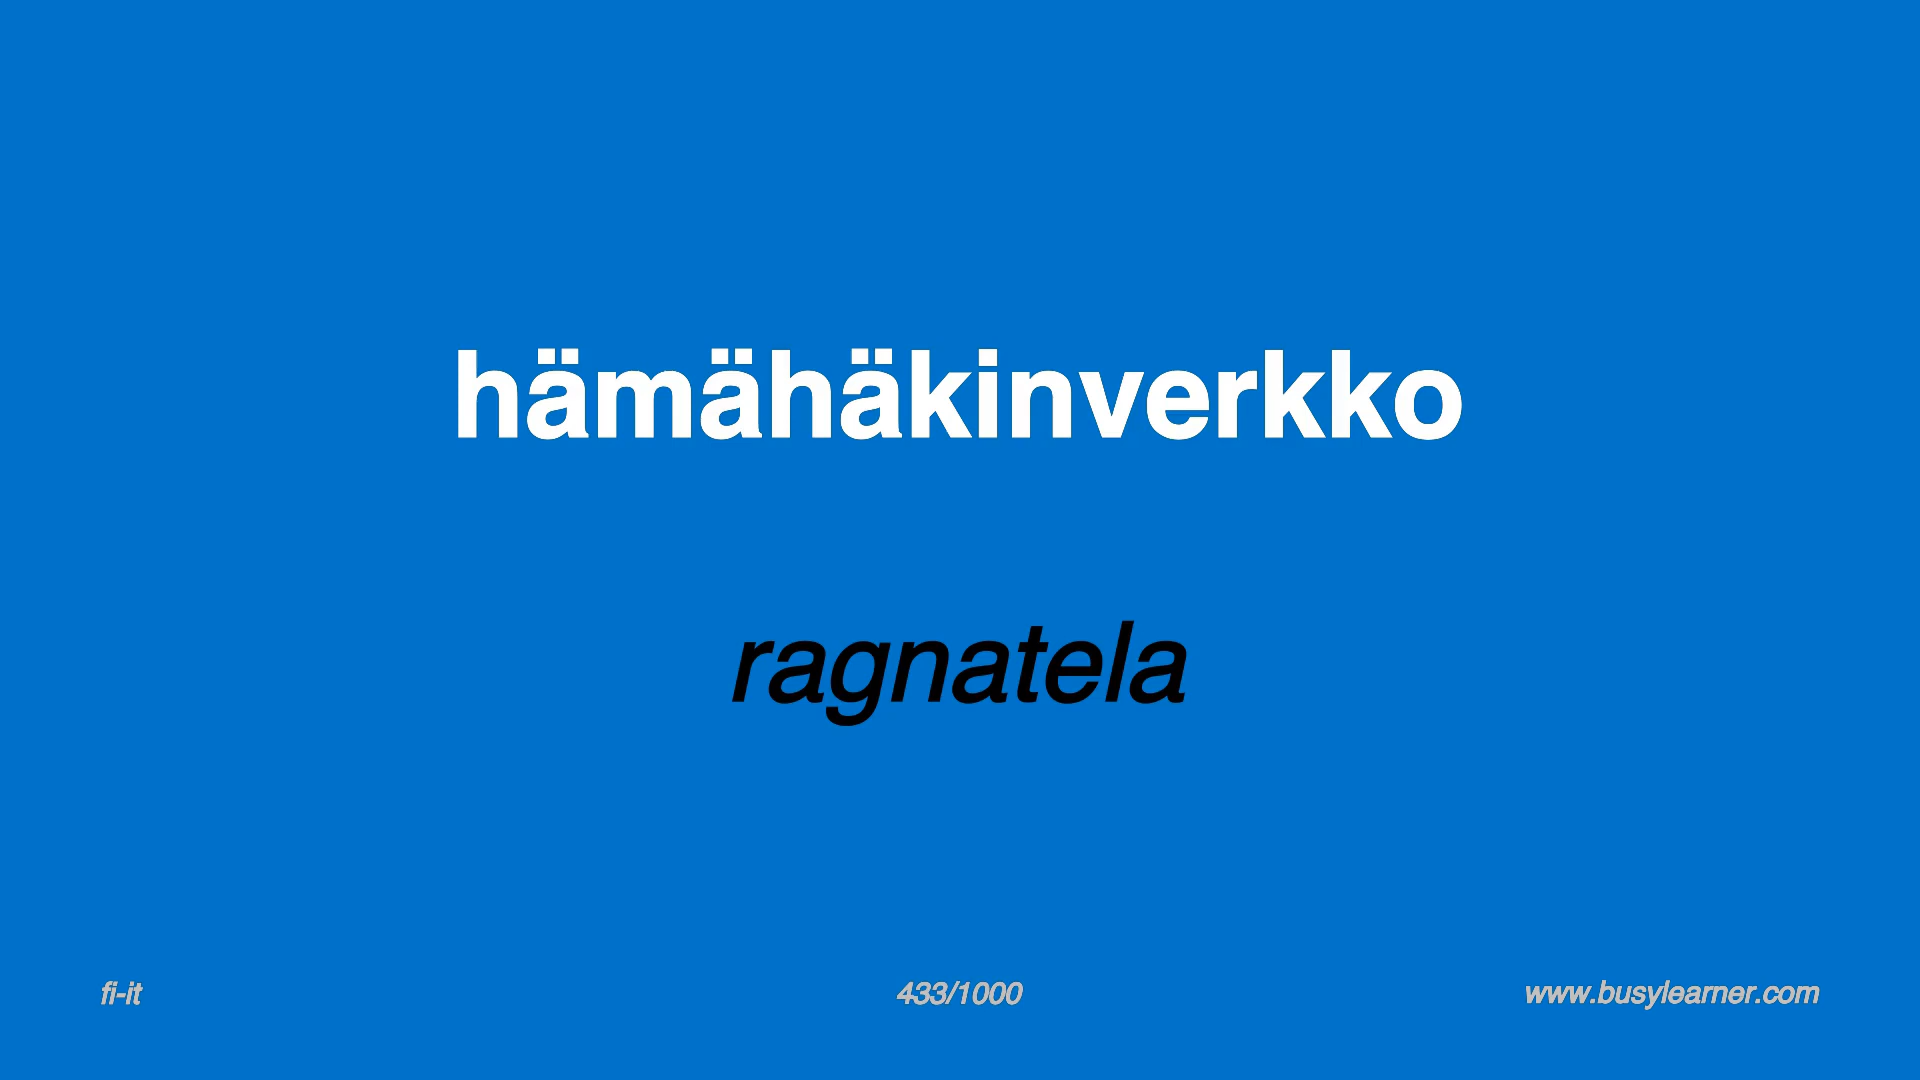 hämähäkinverkko
ragnatela
fi-it
433/1000
www.busylearner.com